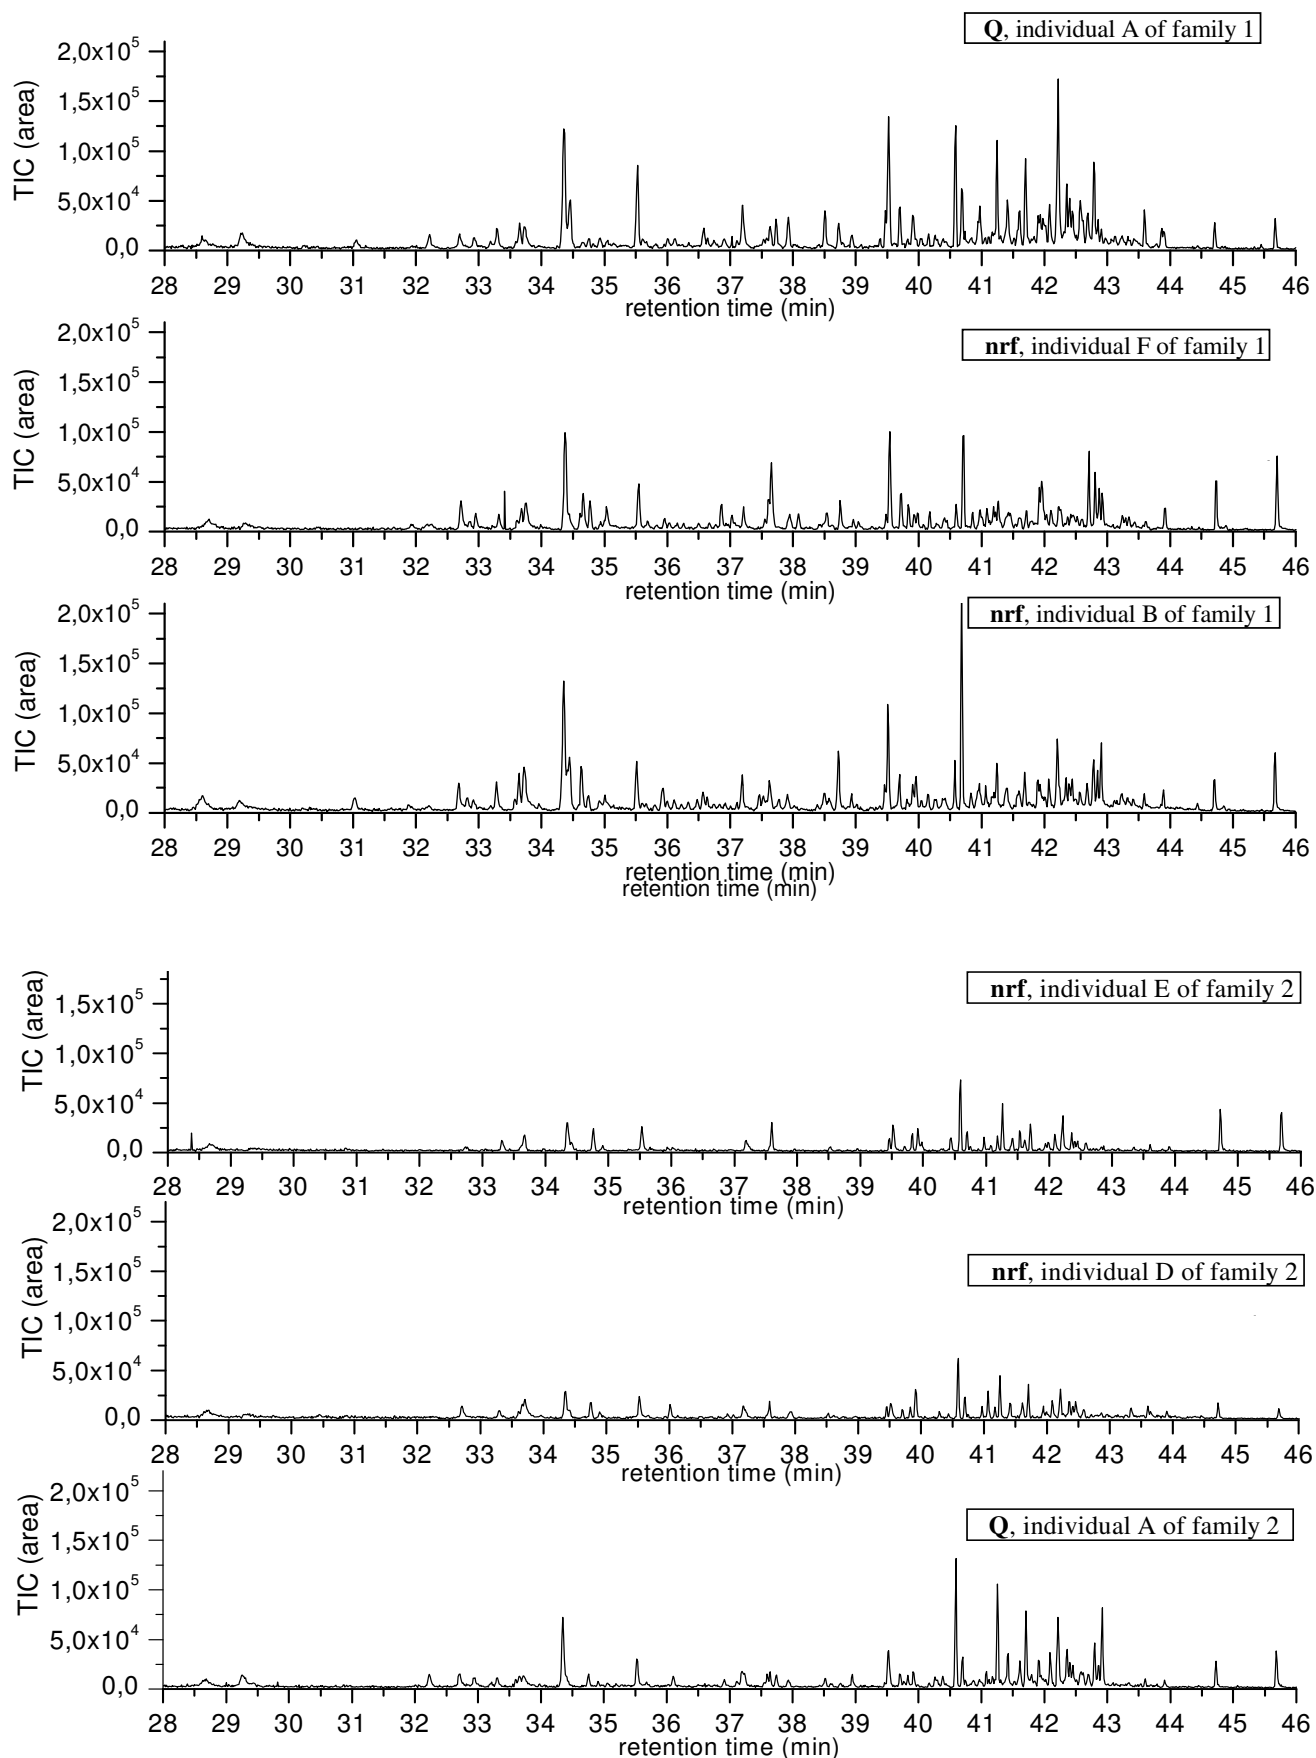 Q, individual A of family 1
2,0x10^5
1,5x10^5
1,0x10^5
5,0x10^4
0,0
TIC (area)
28 29 30 31 32 33 34 35 36 37 38 39 40 41 42 43 44 45 46
retention time (min)
nrf, individual F of family 1
2,0x10^5
1,5x10^5
1,0x10^5
5,0x10^4
0,0
TIC (area)
28 29 30 31 32 33 34 35 36 37 38 39 40 41 42 43 44 45 46
retention time (min)
nrf, individual B of family 1
2,0x10^5
1,5x10^5
1,0x10^5
5,0x10^4
0,0
TIC (area)
28 29 30 31 32 33 34 35 36 37 38 39 40 41 42 43 44 45 46
retention time (min)
retention time (min)
nrf, individual E of family 2
1,5x10^5
1,0x10^5
5,0x10^4
0,0
TIC (area)
28 29 30 31 32 33 34 35 36 37 38 39 40 41 42 43 44 45 46
retention time (min)
nrf, individual D of family 2
2,0x10^5
1,5x10^5
1,0x10^5
5,0x10^4
0,0
TIC (area)
28 29 30 31 32 33 34 35 36 37 38 39 40 41 42 43 44 45 46
retention time (min)
Q, individual A of family 2
2,0x10^5
1,5x10^5
1,0x10^5
5,0x10^4
0,0
TIC (area)
28 29 30 31 32 33 34 35 36 37 38 39 40 41 42 43 44 45 46
retention time (min)